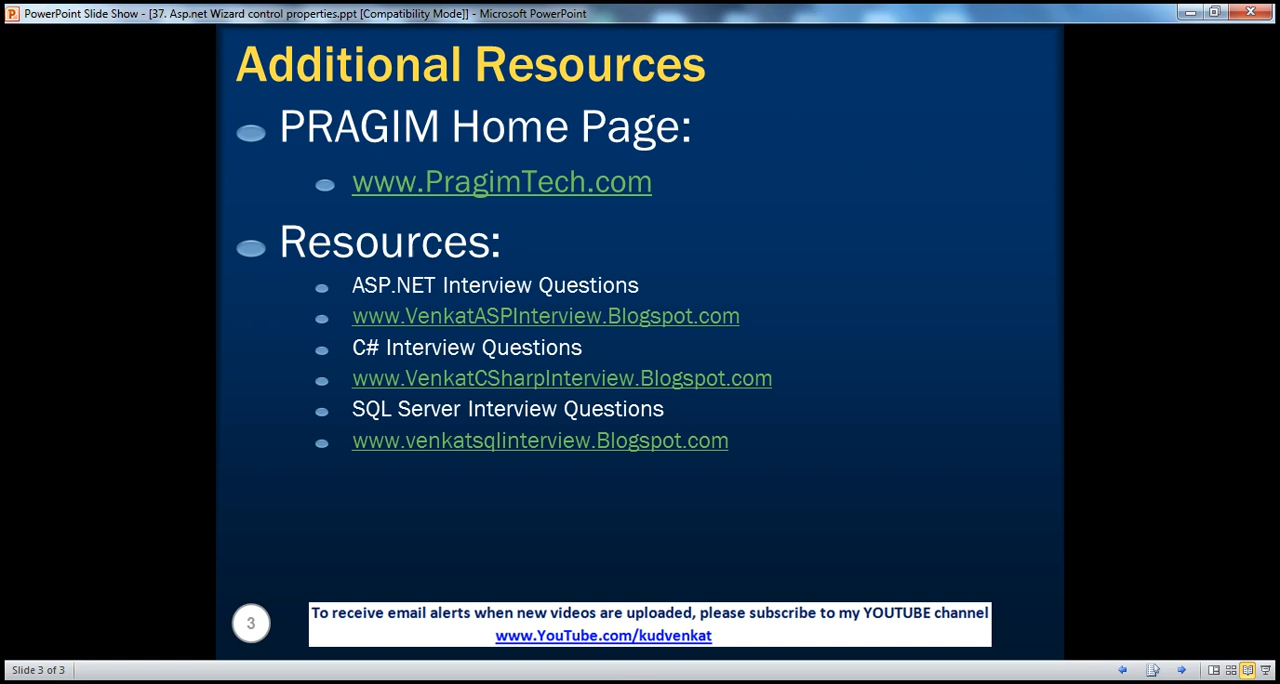 PowerPoint Slide Show - [37. Asp.net Wizard control properties.ppt [Compatibility Mode]] - Microsoft PowerPoint
Additional Resources
PRAGIM Home Page:
www.PragimTech.com
Resources:
ASP.NET Interview Questions
www.VenkatASPInterview.Blogspot.com
C# Interview Questions
www.VenkatCSharpInterview.Blogspot.com
SQL Server Interview Questions
www.venkatsqlinterview.Blogspot.com
3
To receive email alerts when new videos are uploaded, please subscribe to my YOUTUBE channel
www.YouTube.com/kudvenkat
Slide 3 of 3